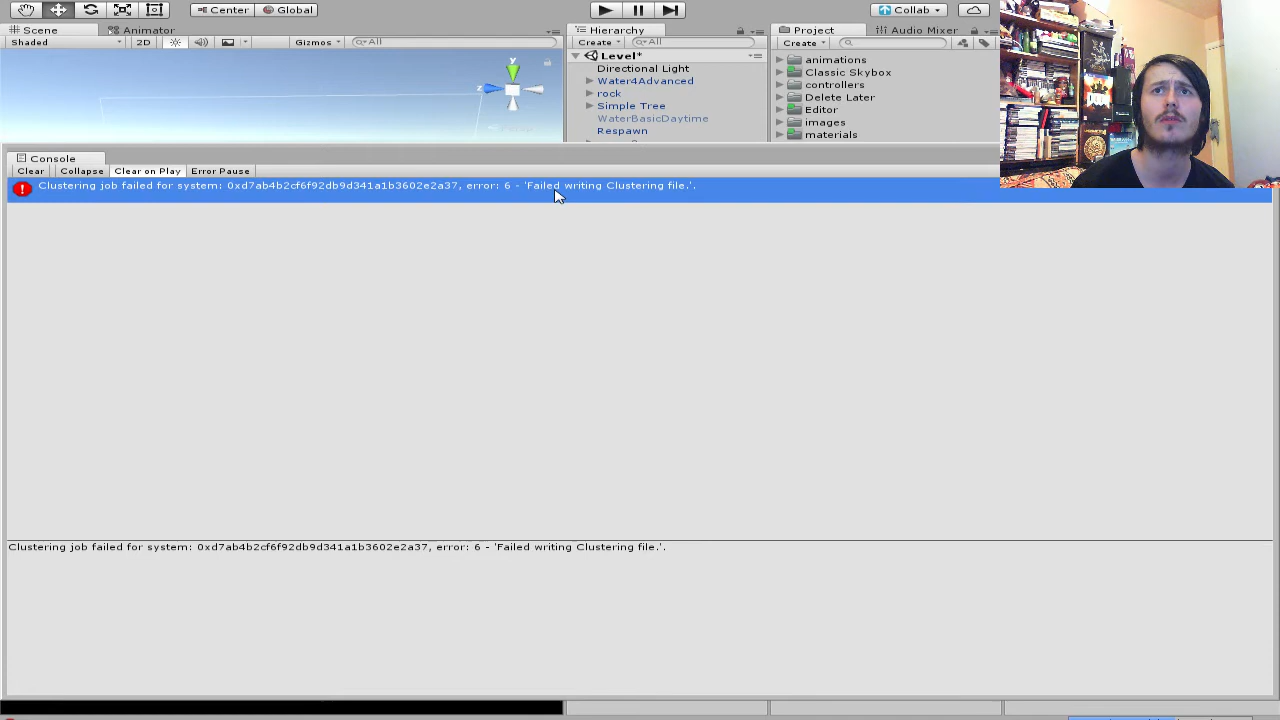 Center Global Collab
Scene Animator Hierarchy Project Audio Mixer
Shaded 2D Gizmos All Create All Create
Level*
Directional Light
Water4Advanced
rock
Simple Tree
WaterBasicDaytime
Respawn
animations
Classic Skybox
controllers
Delete Later
Editor
images
materials
Y
Z
Console
Clear Collapse Clear on Play Error Pause
Clustering job failed for system: 0xd7ab4b2cf6f92db9d341a1b3602e2a37, error: 6 - 'Failed writing Clustering file.'.
Clustering job failed for system: 0xd7ab4b2cf6f92db9d341a1b3602e2a37, error: 6 - 'Failed writing Clustering file.'.